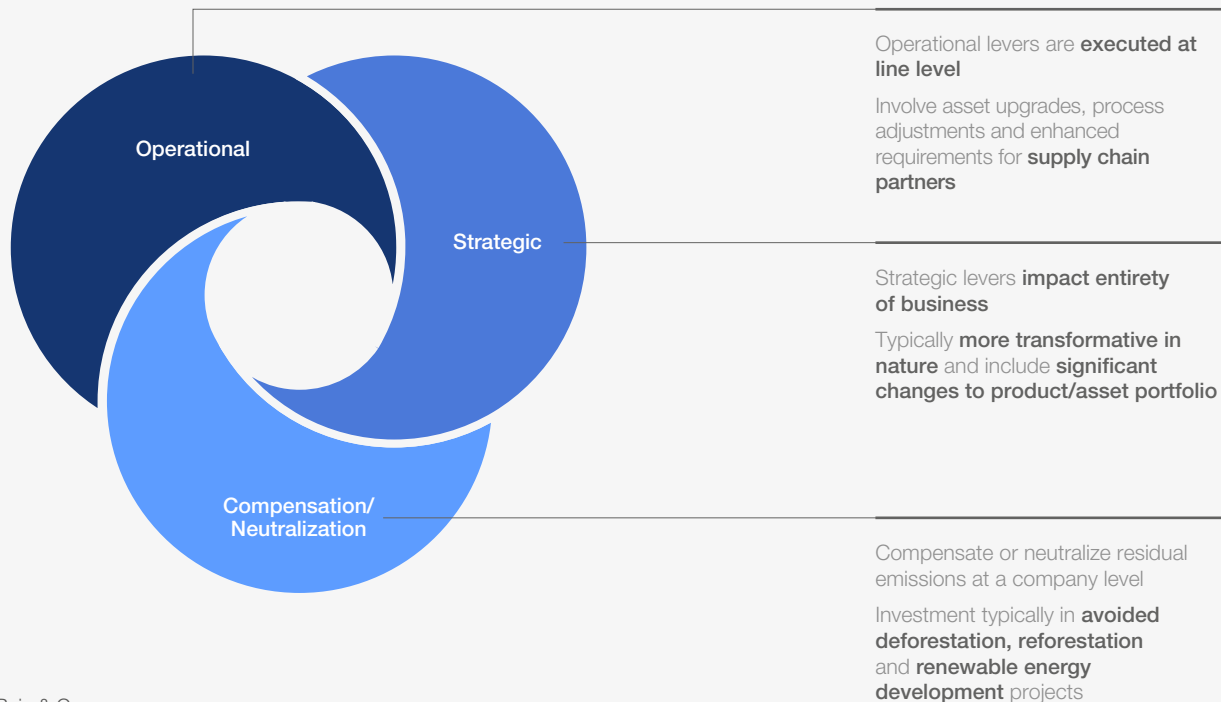 Operational
Strategic
Compensation/
Neutralization
Operational levers are executed at
line level
Involve asset upgrades, process
adjustments and enhanced
requirements for supply chain
partners
Strategic levers impact entirety
of business
Typically more transformative in
nature and include significant
changes to product/asset portfolio
Compensate or neutralize residual
emissions at a company level
Investment typically in avoided
deforestation, reforestation
and renewable energy
development projects